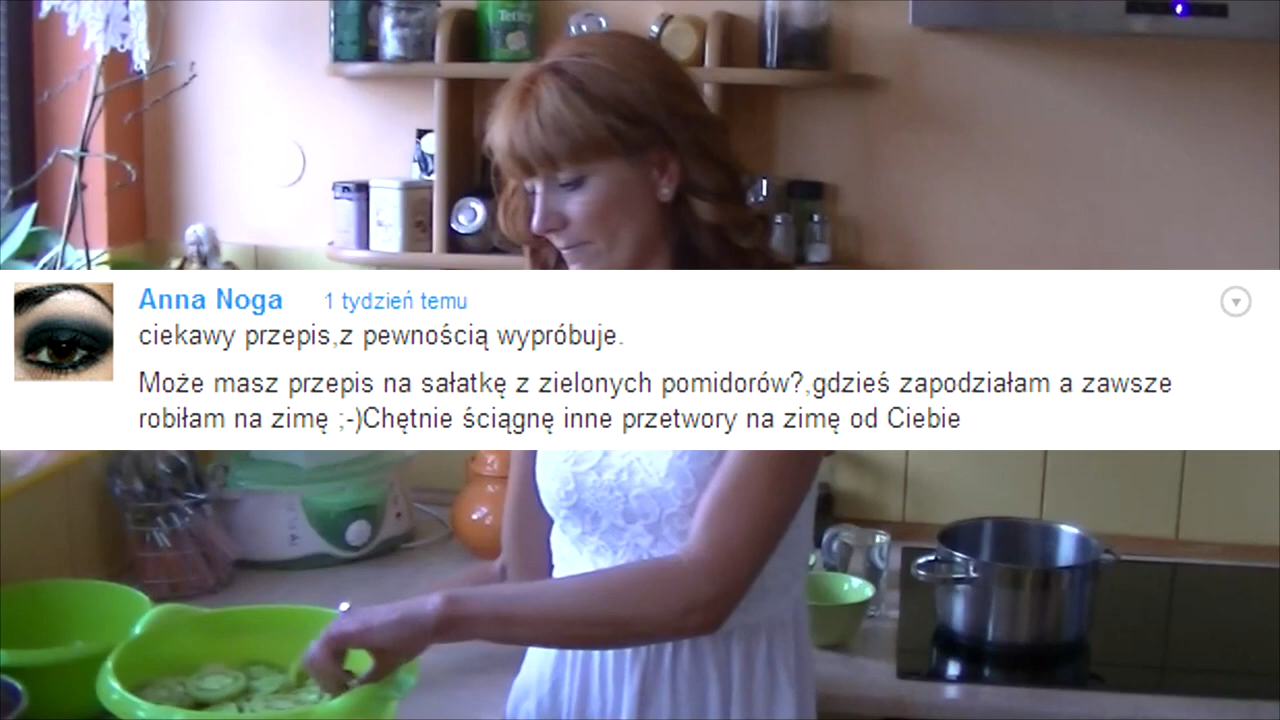 Tetley
Anna Noga 1 tydzień temu
ciekawy przepis,z pewnością wypróbuje.
Może masz przepis na sałatkę z zielonych pomidorów?,gdzieś zapodziałam a zawsze
robiłam na zimę ;-)Chętnie ściągnę inne przetwory na zimę od Ciebie